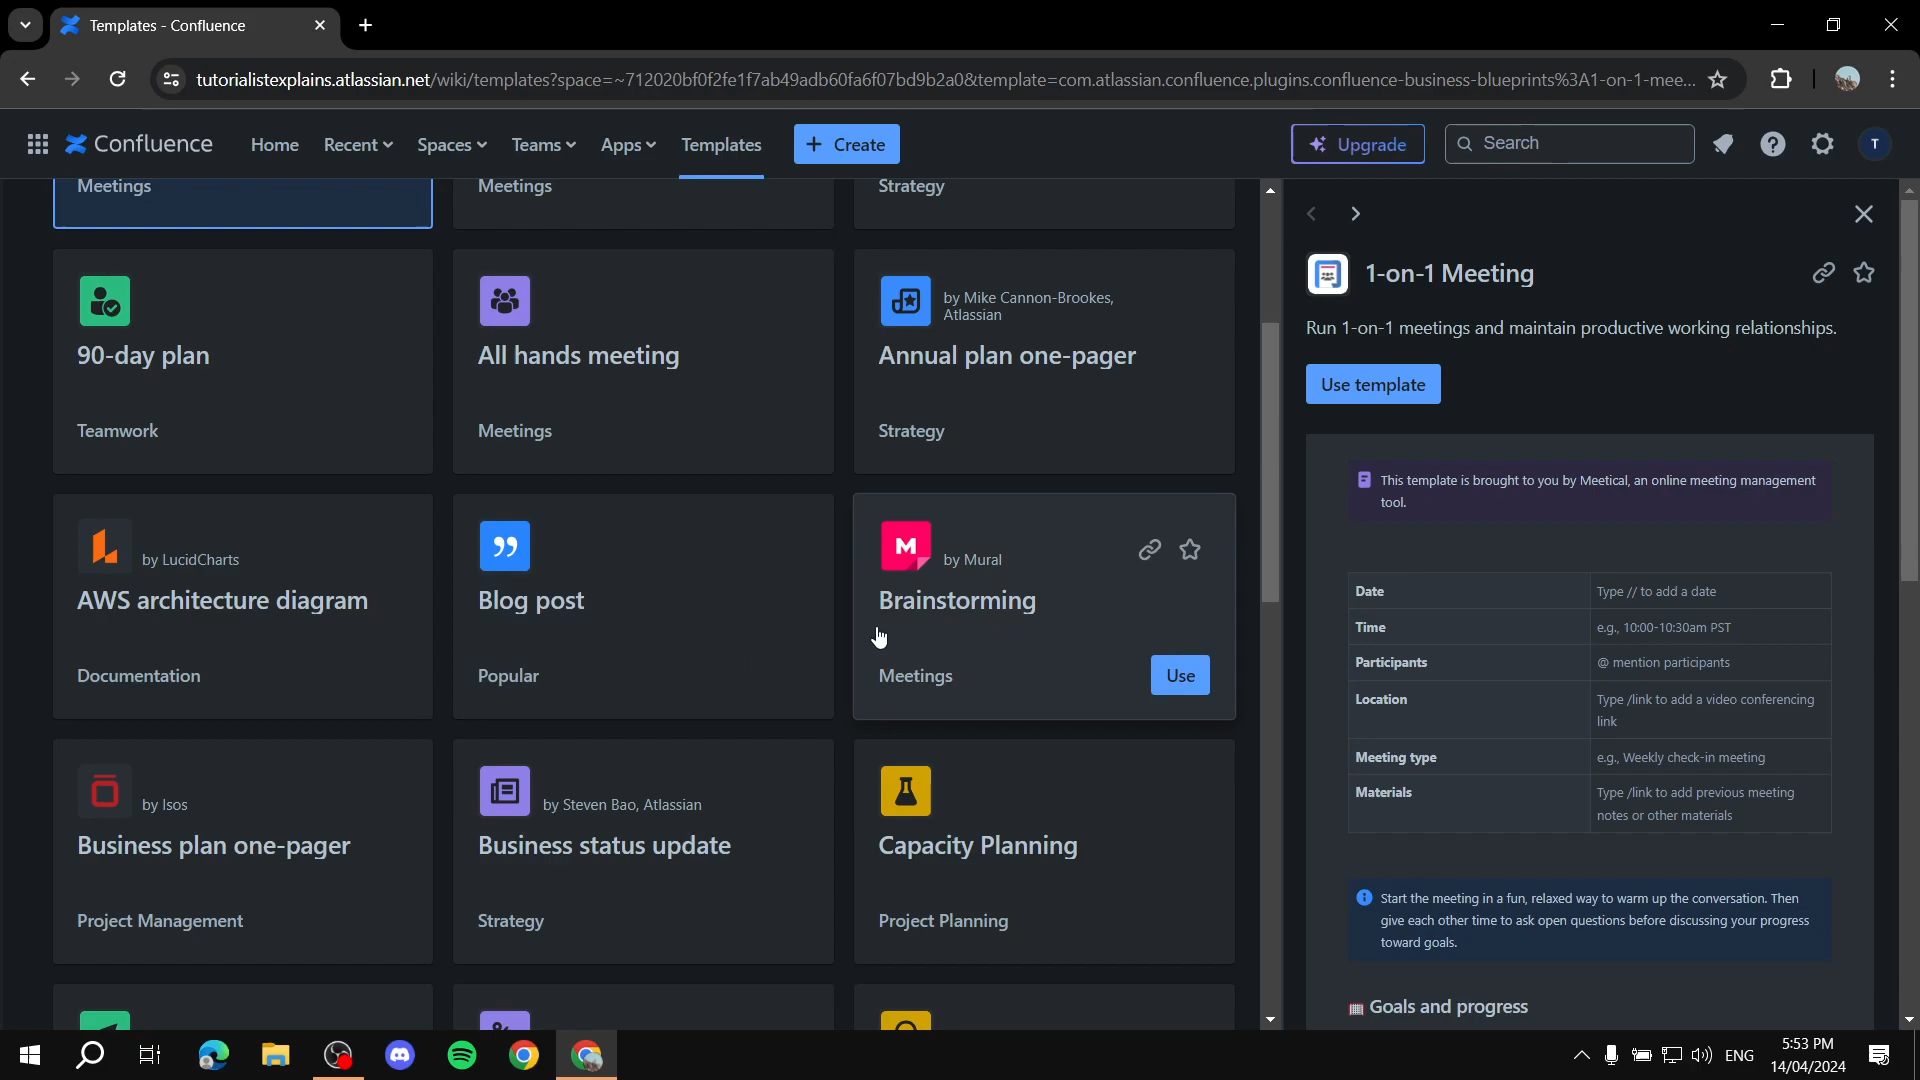 Templates - Confluence
tutorialistexplains.atlassian.net/wiki/templates?space=~712020bf0f2fe1f7ab49adb60fa6f07bd9b2a0&template=com.atlassian.confluence.plugins.confluence-business-blueprints%3A1-on-1-mee...
Confluence
Home
Recent
Spaces
Teams
Apps
Templates
+ Create
Upgrade
Search
T
Meetings
Meetings
Strategy
90-day plan
Teamwork
All hands meeting
Meetings
by Mike Cannon-Brookes,
Atlassian
Annual plan one-pager
Strategy
by LucidCharts
AWS architecture diagram
Documentation
Blog post
Popular
M
by Mural
Brainstorming
Meetings
Use
by Isos
Business plan one-pager
Project Management
by Steven Bao, Atlassian
Business status update
Strategy
Capacity Planning
Project Planning
1-on-1 Meeting
Run 1-on-1 meetings and maintain productive working relationships.
Use template
This template is brought to you by Meetical, an online meeting management
tool.
Date
Type // to add a date
Time
e.g., 10:00-10:30am PST
Participants
@ mention participants
Location
Type /link to add a video conferencing
link
Meeting type
e.g., Weekly check-in meeting
Materials
Type /link to add previous meeting
notes or other materials
Start the meeting in a fun, relaxed way to warm up the conversation. Then
give each other time to ask open questions before discussing your progress
toward goals.
Goals and progress
ENG
5:53 PM
14/04/2024